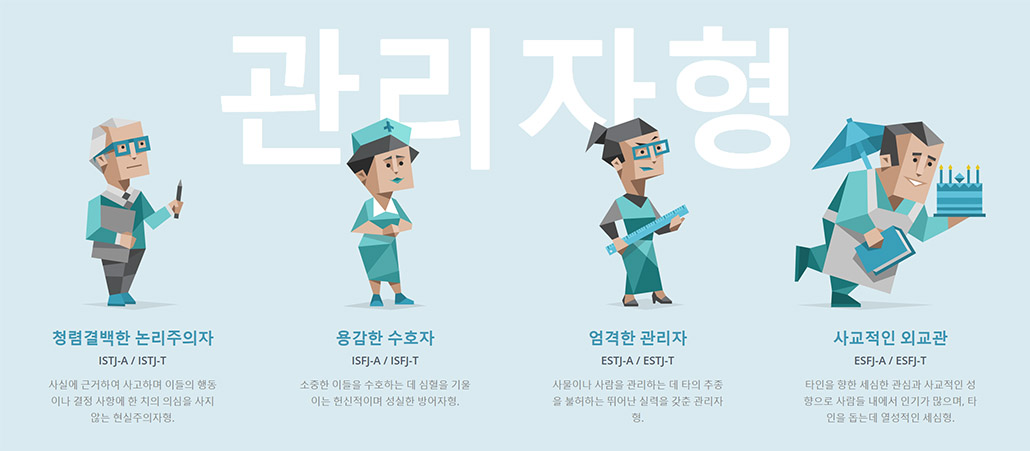 관리자형
청렴결백한 논리주의자
용감한 수호자
엄격한 관리자
사교적인 외교관
ISTJ-A / ISTJ-T
ISFJ-A / ISFJ-T
ESTJ-A / ESTJ-T
ESFJ-A / ESFJ-T
사실에 근거하여 사고하며 이들의 행동
이나 결정 사항에 한 치의 의심을 사지
않는 현실주의자형.
소중한 이들을 수호하는 데 심혈을 기울
이는 헌신적이며 성실한 방어자형.
사물이나 사람을 관리하는 데 타의 추종
을 불허하는 뛰어난 실력을 갖춘 관리자
형.
타인을 향한 세심한 관심과 사교적인 성
향으로 사람들 내에서 인기가 많으며, 타
인을 돕는데 열성적인 세심형.